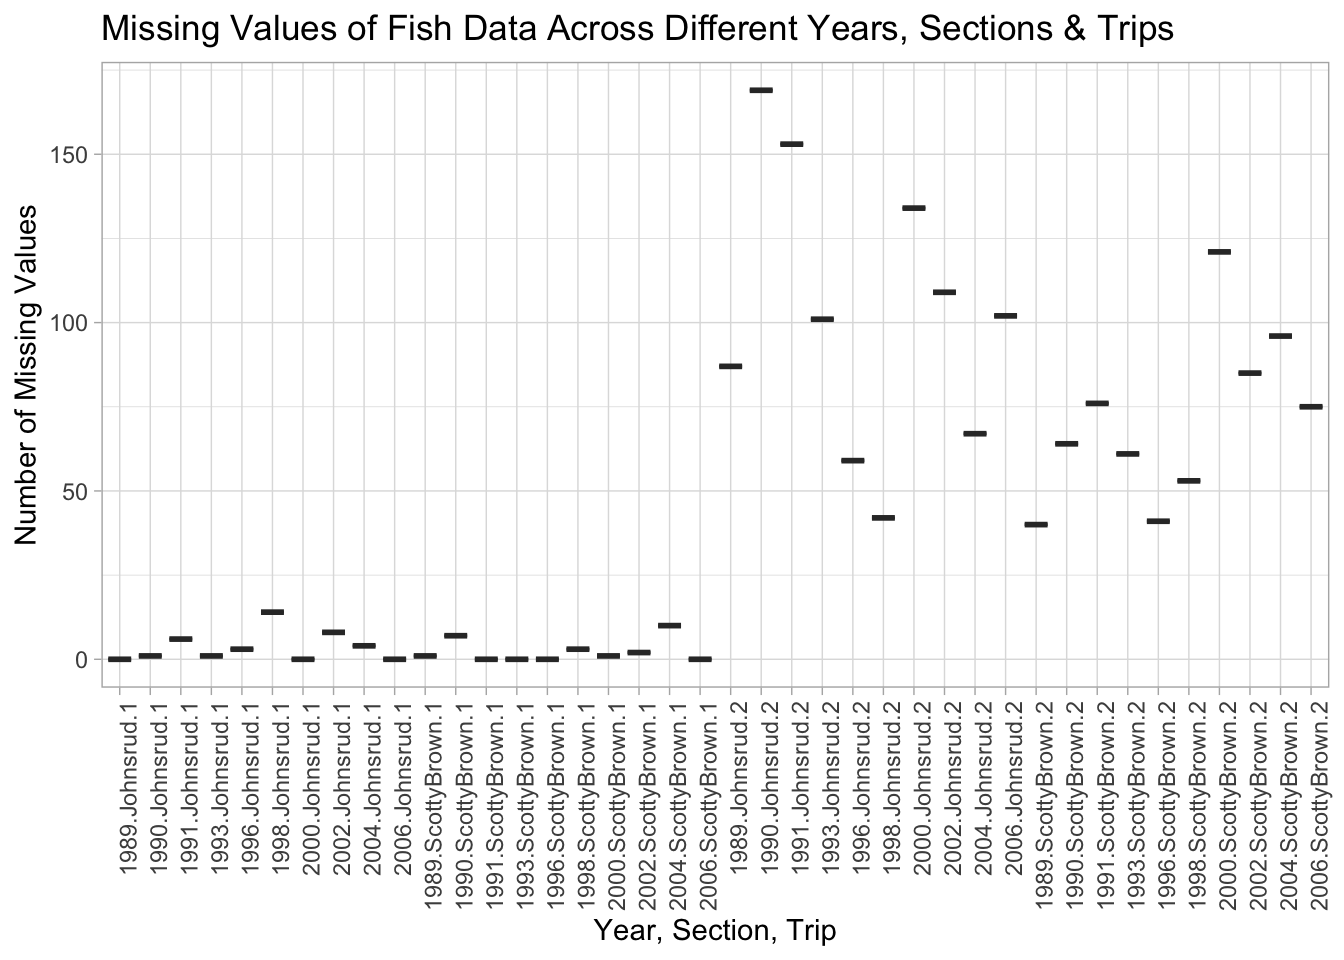 Missing Values of Fish Data Across Different Years, Sections & Trips
Number of Missing Values
150
100
50
0
1989.Johnsrud.1
1990.Johnsrud.1
1991.Johnsrud.1
1993.Johnsrud.1
1996.Johnsrud.1
1998.Johnsrud.1
2000.Johnsrud.1
2002.Johnsrud.1
2004.Johnsrud.1
2006.Johnsrud.1
1989.ScottyBrown.1
1990.ScottyBrown.1
1991.ScottyBrown.1
1993.ScottyBrown.1
1996.ScottyBrown.1
1998.ScottyBrown.1
2000.ScottyBrown.1
2002.ScottyBrown.1
2004.ScottyBrown.1
2006.ScottyBrown.1
1989.Johnsrud.2
1990.Johnsrud.2
1991.Johnsrud.2
1993.Johnsrud.2
1996.Johnsrud.2
1998.Johnsrud.2
2000.Johnsrud.2
2002.Johnsrud.2
2004.Johnsrud.2
2006.Johnsrud.2
1989.ScottyBrown.2
1990.ScottyBrown.2
1991.ScottyBrown.2
1993.ScottyBrown.2
1996.ScottyBrown.2
1998.ScottyBrown.2
2000.ScottyBrown.2
2002.ScottyBrown.2
2004.ScottyBrown.2
2006.ScottyBrown.2
Year, Section, Trip